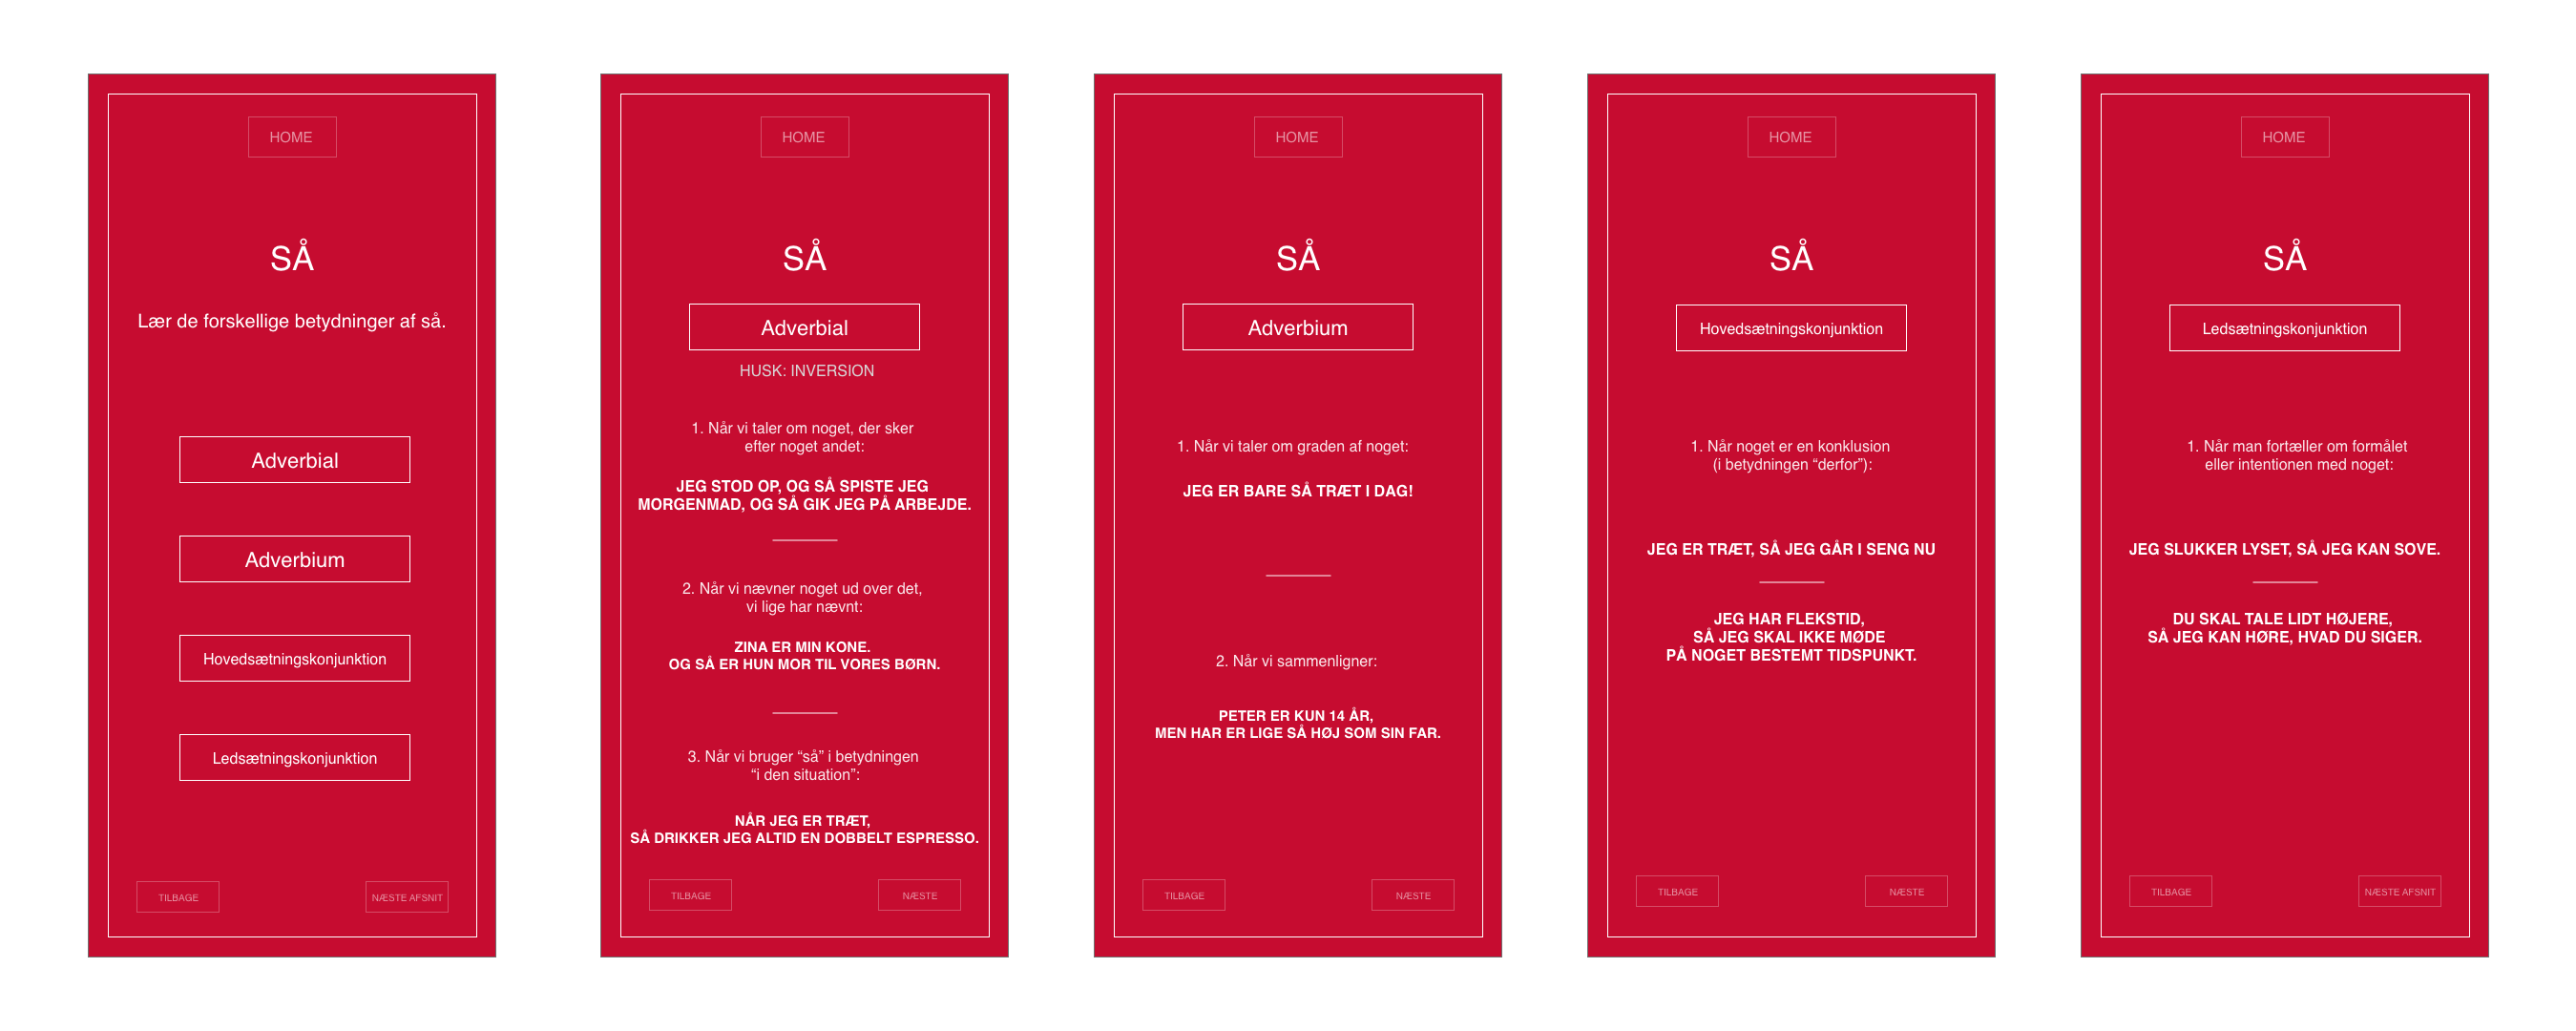 HOME
SÅ
Lær de forskellige betydninger af så.
Adverbial
Adverbium
Hovedsætningskonjunktion
Ledsætningskonjunktion
TILBAGE
NÆSTE AFSNIT
HOME
SÅ
Adverbial
HUSK: INVERSION
1. Når vi taler om noget, der sker
efter noget andet:
JEG STOD OP, OG SÅ SPISTE JEG
MORGENMAD, OG SÅ GIK JEG PÅ ARBEJDE.
2. Når vi nævner noget ud over det,
vi lige har nævnt:
ZINA ER MIN KONE.
OG SÅ ER HUN MOR TIL VORES BØRN.
3. Når vi bruger “så” i betydningen
“i den situation”:
NÅR JEG ER TRÆT,
SÅ DRIKKER JEG ALTID EN DOBBELT ESPRESSO.
TILBAGE
NÆSTE
HOME
SÅ
Adverbium
1. Når vi taler om graden af noget:
JEG ER BARE SÅ TRÆT I DAG!
2. Når vi sammenligner:
PETER ER KUN 14 ÅR,
MEN HAR ER LIGE SÅ HØJ SOM SIN FAR.
TILBAGE
NÆSTE
HOME
SÅ
Hovedsætningskonjunktion
1. Når noget er en konklusion
(i betydningen “derfor”):
JEG ER TRÆT, SÅ JEG GÅR I SENG NU
JEG HAR FLEKSTID,
SÅ JEG SKAL IKKE MØDE
PÅ NOGET BESTEMT TIDSPUNKT.
TILBAGE
NÆSTE
HOME
SÅ
Ledsætningskonjunktion
1. Når man fortæller om formålet
eller intentionen med noget:
JEG SLUKKER LYSET, SÅ JEG KAN SOVE.
DU SKAL TALE LIDT HØJERE,
SÅ JEG KAN HØRE, HVAD DU SIGER.
TILBAGE
NÆSTE AFSNIT